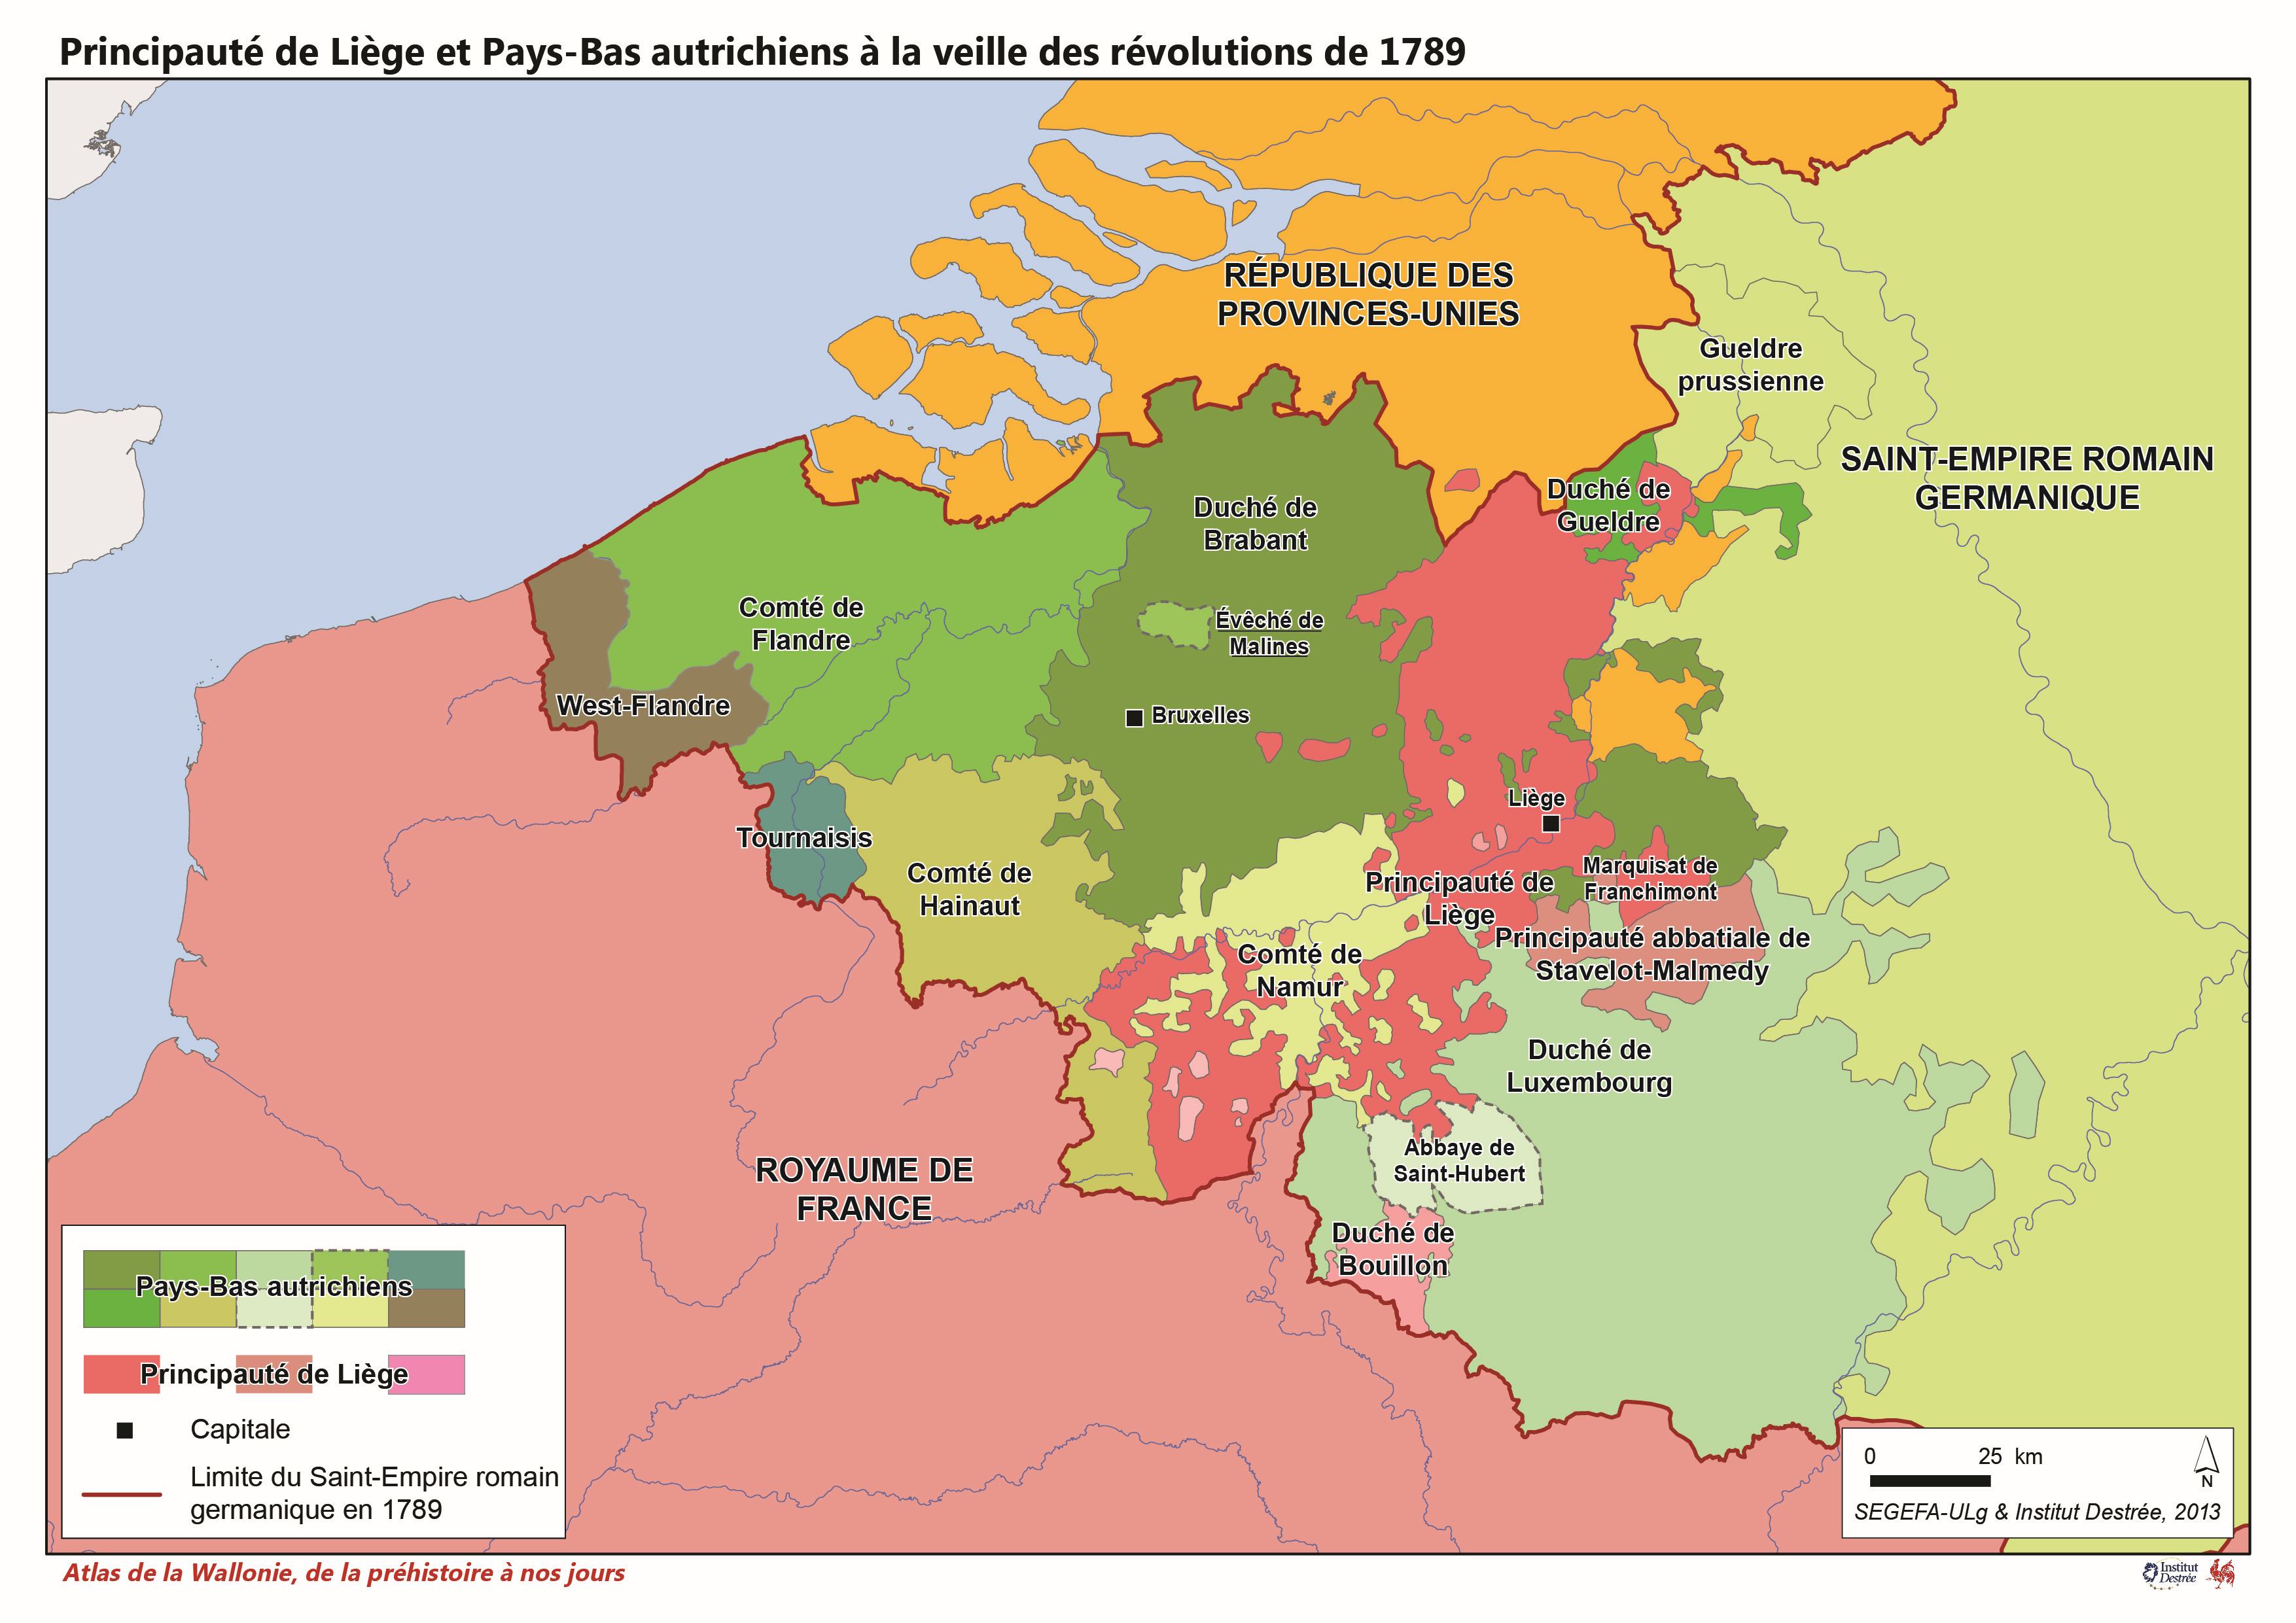 Principauté de Liège et Pays-Bas autrichiens à la veille des révolutions de 1789
RÉPUBLIQUE DES
PROVINCES-UNIES
Gueldre
prussienne
SAINT-EMPIRE ROMAIN
GERMANIQUE
Duché de
Gueldre
Duché de
Brabant
Comté de
Flandre
Évêché de
Malines
West-Flandre
Bruxelles
Liège
Tournaisis
Comté de
Hainaut
Marquisat de
Franchimont
Principauté de
Liège
Principauté abbatiale de
Stavelot-Malmedy
Comté de
Namur
Duché de
Luxembourg
Abbaye de
Saint-Hubert
ROYAUME DE
FRANCE
Duché de
Bouillon
Pays-Bas autrichiens
Principauté de Liège
Capitale
Limite du Saint-Empire romain
germanique en 1789
0 25 km
N
SEGEFA-ULg & Institut Destrée, 2013
Atlas de la Wallonie, de la préhistoire à nos jours
Institut
Destrée